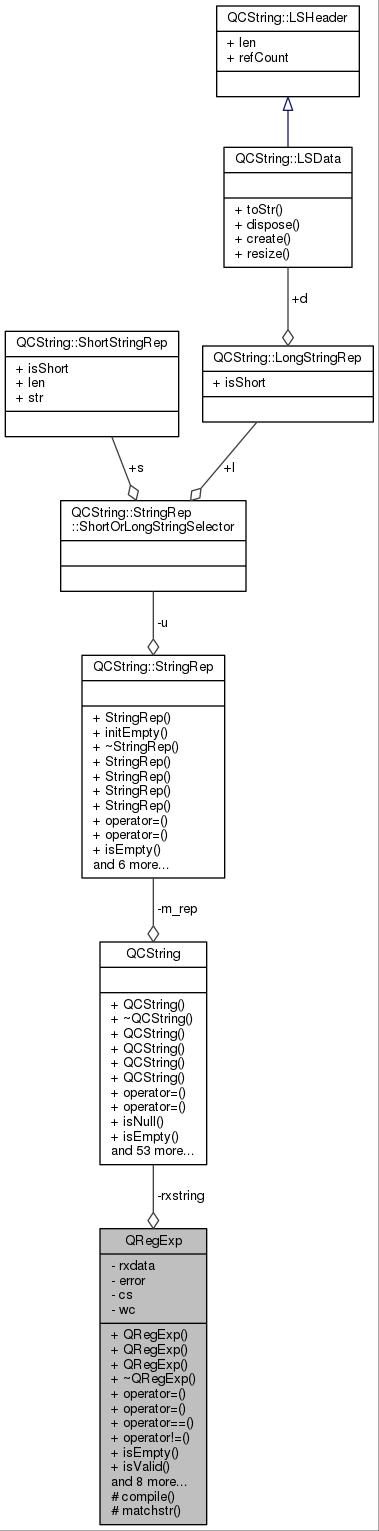 QCString::LSHeader
+ len
+ refCount
QCString::LSData
+ toStr()
+ dispose()
+ create()
+ resize()
+d
QCString::ShortStringRep
+ isShort
+ len
+ str
QCString::LongStringRep
+ isShort
+s
+l
QCString::StringRep
::ShortOrLongStringSelector
-u
QCString::StringRep
+ StringRep()
+ initEmpty()
+ ~StringRep()
+ StringRep()
+ StringRep()
+ StringRep()
+ StringRep()
+ operator=()
+ operator=()
+ isEmpty()
and 6 more...
-m_rep
QCString
+ QCString()
+ ~QCString()
+ QCString()
+ QCString()
+ QCString()
+ QCString()
+ operator=()
+ operator=()
+ isNull()
+ isEmpty()
and 53 more...
-rxstring
QRegExp
- rxdata
- error
- cs
- wc
+ QRegExp()
+ QRegExp()
+ QRegExp()
+ ~QRegExp()
+ operator=()
+ operator=()
+ operator==()
+ operator!=()
+ isEmpty()
+ isValid()
and 8 more...
# compile()
# matchstr()